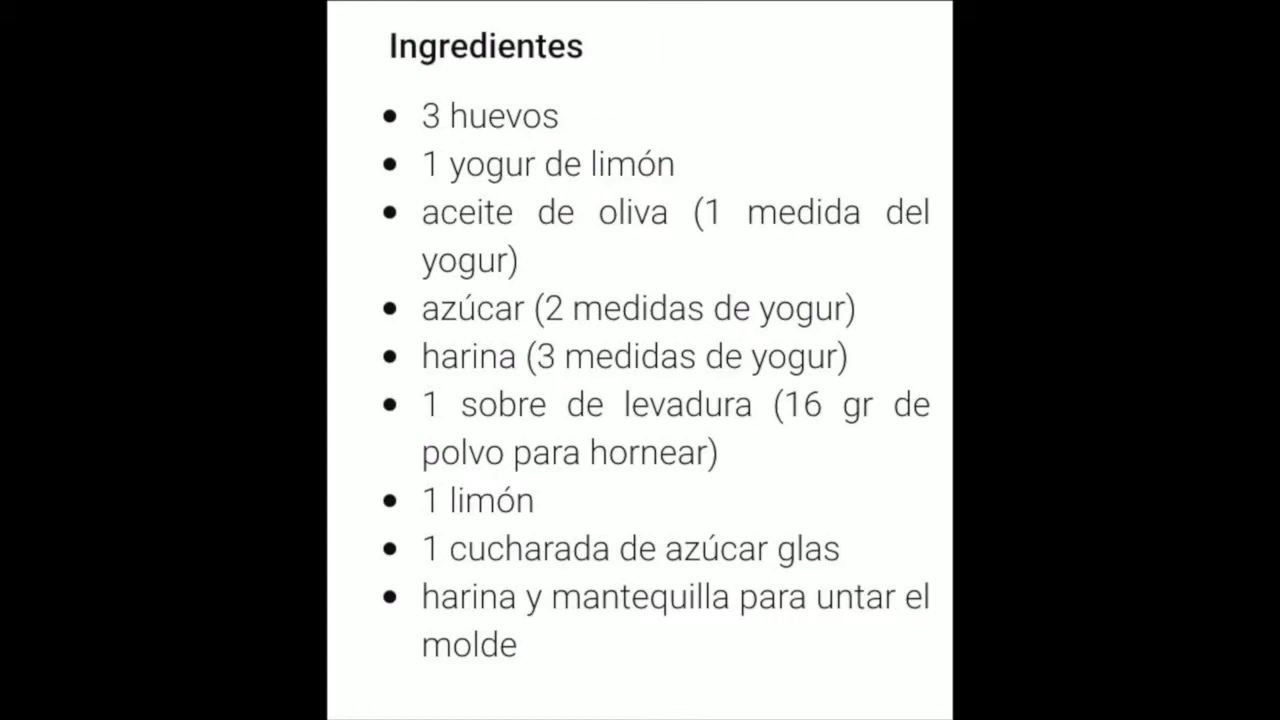 Ingredientes
3 huevos
1 yogur de limón
aceite de oliva (1 medida del
yogur)
azúcar (2 medidas de yogur)
harina (3 medidas de yogur)
1 sobre de levadura (16 gr de
polvo para hornear)
1 limón
1 cucharada de azúcar glas
harina y mantequilla para untar el
molde